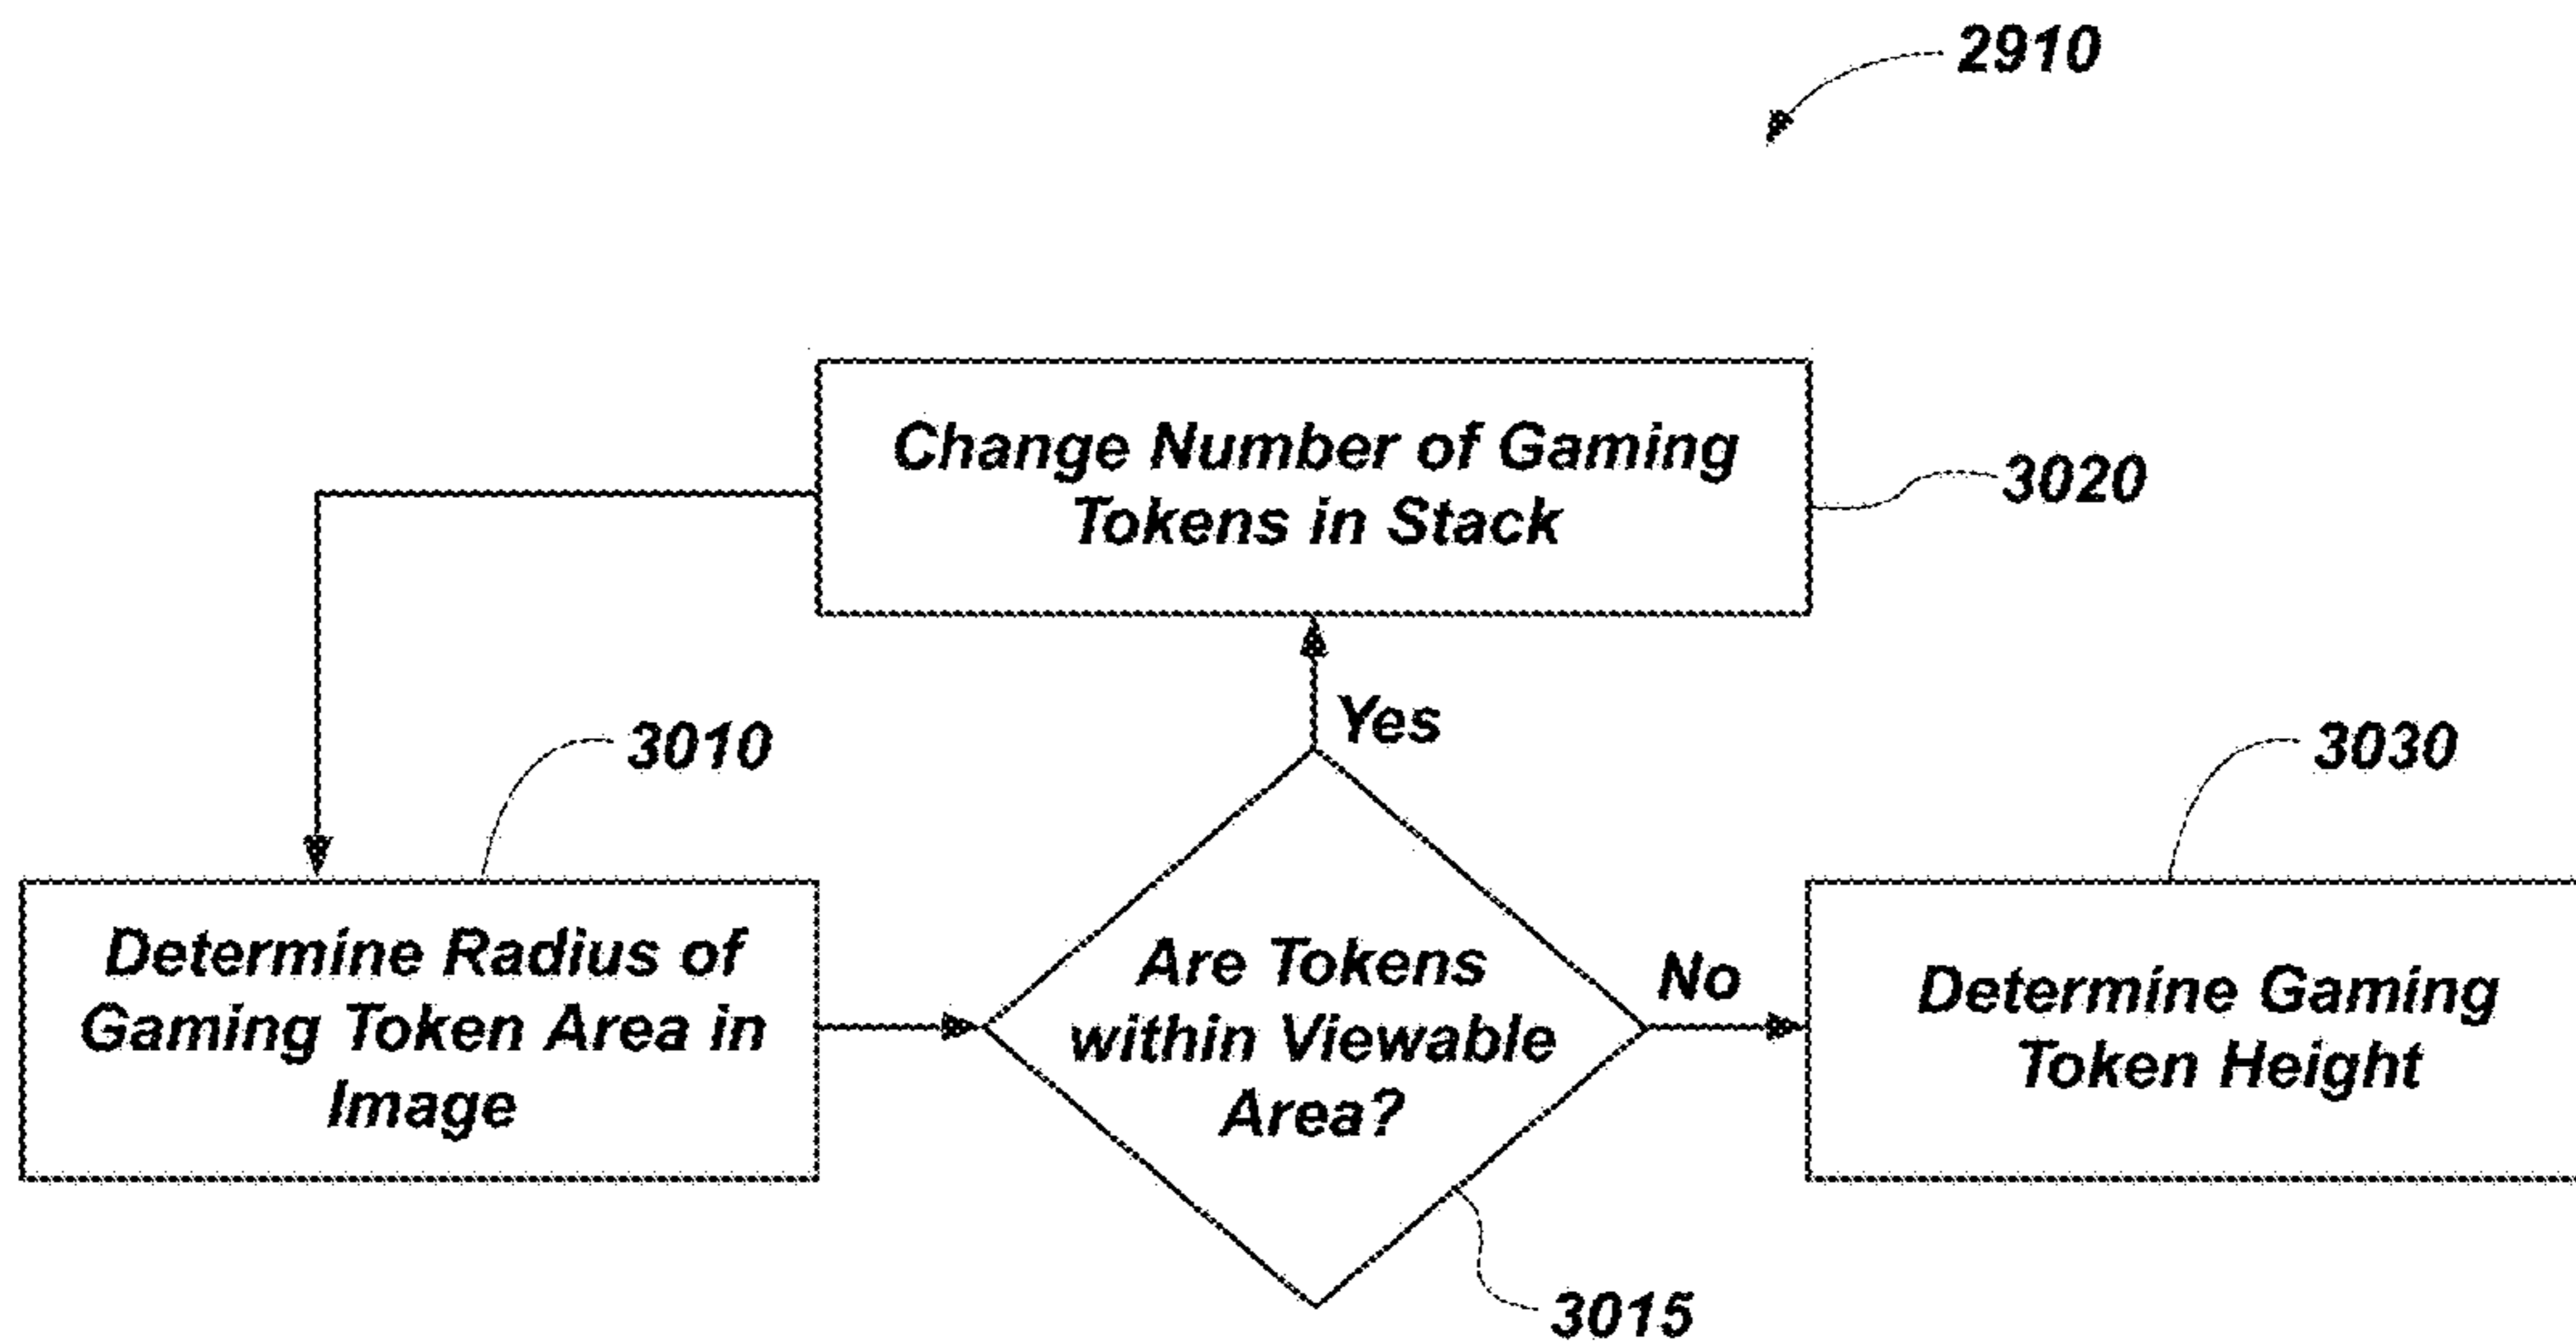 2910
Change Number of Gaming
Tokens in Stack
3020
Yes
3010
3030
Determine Radius of
Gaming Token Area in
Image
Are Tokens
within Viewable
Area?
No
Determine Gaming
Token Height
3015